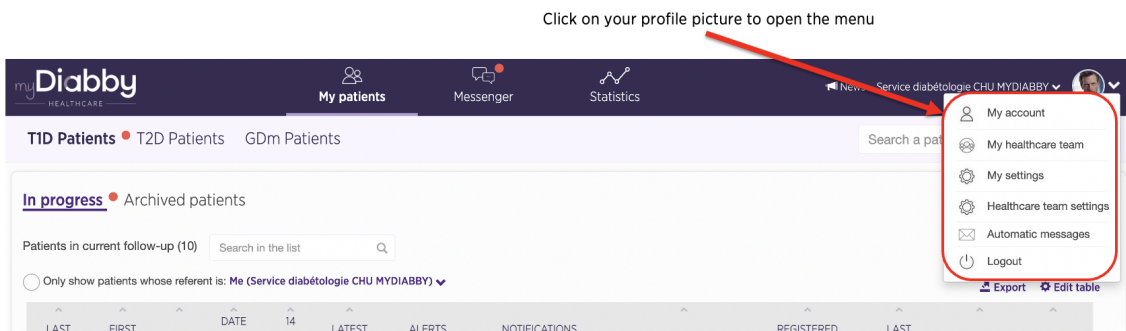 Click on your profile picture to open the menu
myDiabby
HEALTHCARE
My patients
Messenger
Statistics
News
Service diabétologie CHU MYDIABBY
My account
My healthcare team
My settings
Healthcare team settings
Automatic messages
Logout
T1D Patients
T2D Patients
GDm Patients
Search a pat
In progress
Archived patients
Patients in current follow-up (10)
Search in the list
Only show patients whose referent is: Me (Service diabétologie CHU MYDIABBY)
Export
Edit table
LAST
FIRST
DATE
14
LATEST
ALERTS
NOTIFICATIONS
REGISTERED
LAST